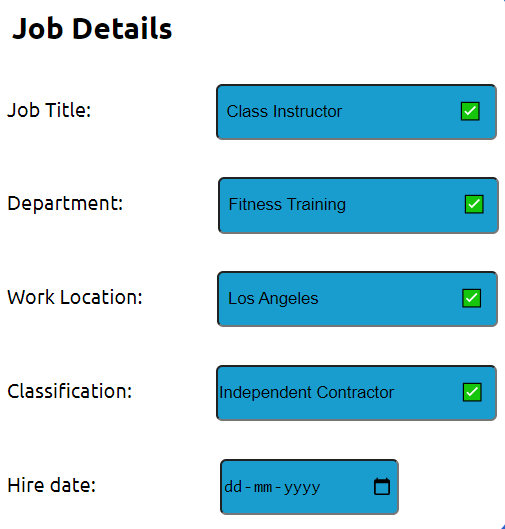 Job Details
Job Title: Class Instructor
Department: Fitness Training
Work Location: Los Angeles
Classification: Independent Contractor
Hire date: dd-mm-yyyy